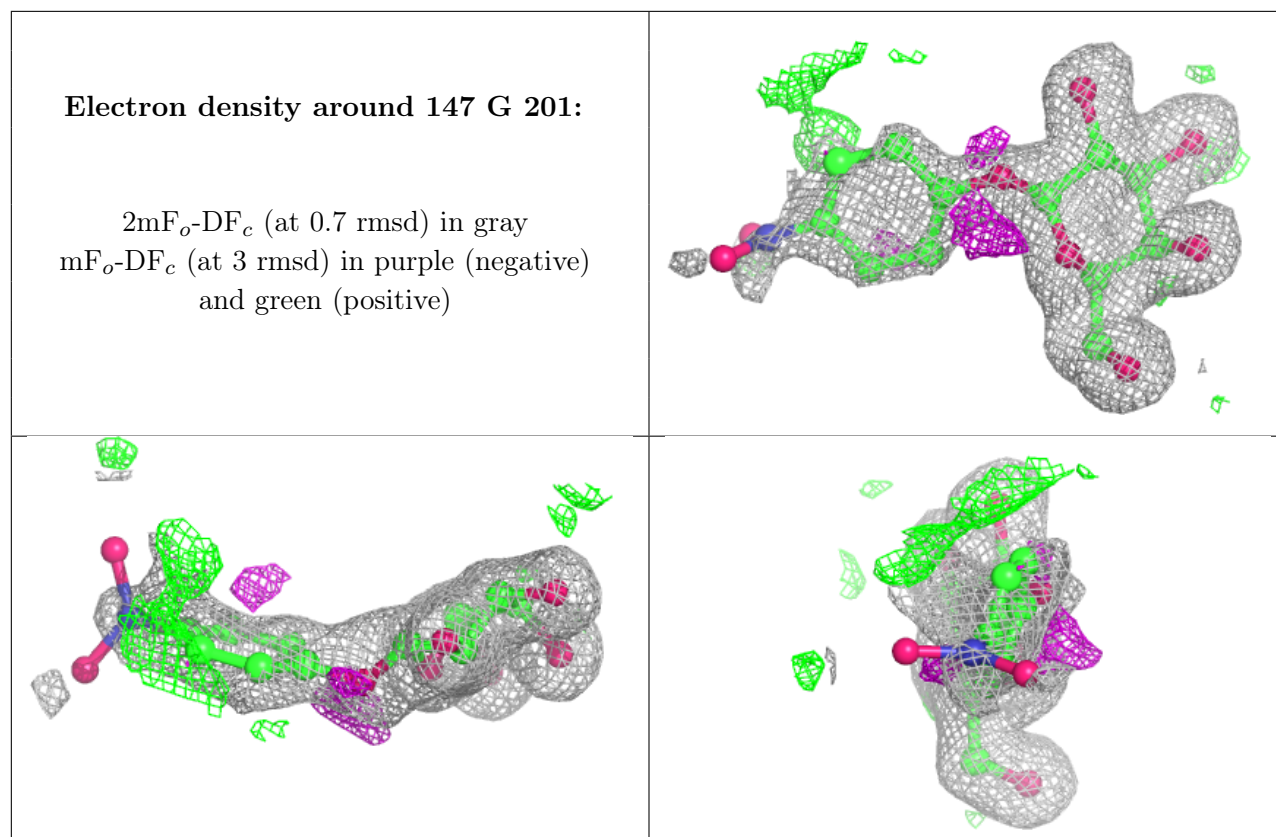 Electron density around 147 G 201:
2mFo-DFc (at 0.7 rmsd) in gray
mFo-DFc (at 3 rmsd) in purple (negative)
and green (positive)